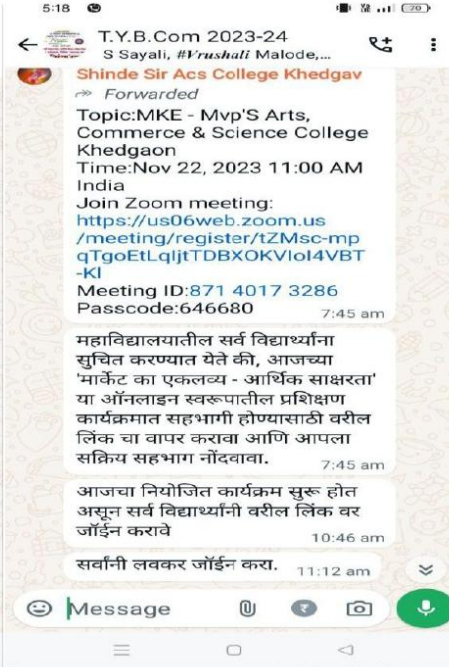 5:18
T.Y.B.Com 2023-24
S Sayali, #Vrushali Malode,...
Shinde Sir Acs College Khedgav
Forwarded
Topic:MKE - Mvp'S Arts,
Commerce & Science College
Khedgaon
Time:Nov 22, 2023 11:00 AM
India
Join Zoom meeting:
https://us06web.zoom.us
/meeting/register/tZMsc-mp
qTgoEtLqljtTDBXOKVIoI4VBT
-KI
Meeting ID:871 4017 3286
Passcode:646680
7:45 am
महाविद्यालयातील सर्व विद्यार्थ्यांना
सुचित करण्यात येते की, आजच्या
'मार्केट का एकलव्य - आर्थिक साक्षरता'
या ऑनलाइन स्वरूपातील प्रशिक्षण
कार्यक्रमात सहभागी होण्यासाठी वरील
लिंक चा वापर करावा आणि आपला
सक्रिय सहभाग नोंदवावा.
7:45 am
आजचा नियोजित कार्यक्रम सुरू होत
असून सर्व विद्यार्थ्यांनी वरील लिंक वर
जॉईन करावे
10:46 am
सर्वांनी लवकर जॉईन करा. 11:12 am
Message